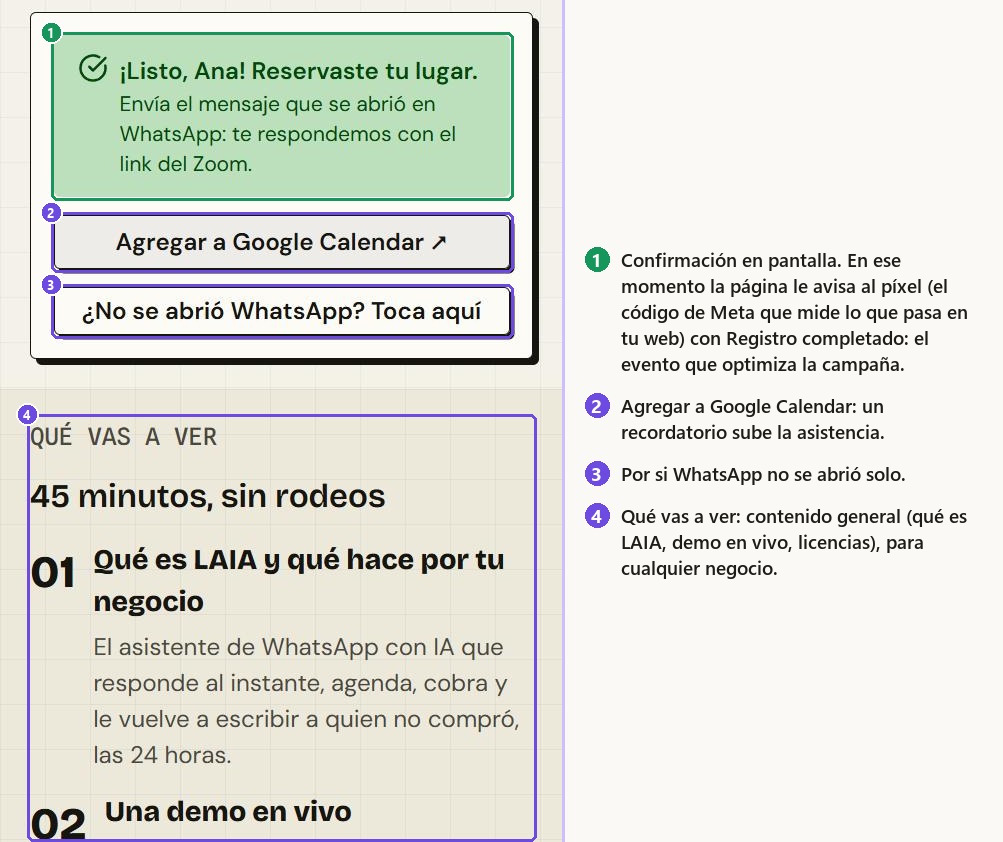 1
¡Listo, Ana! Reservaste tu lugar.
Envía el mensaje que se abrió en
WhatsApp: te respondemos con el
link del Zoom.
2
Agregar a Google Calendar ↗
3
¿No se abrió WhatsApp? Toca aquí
4
QUÉ VAS A VER
45 minutos, sin rodeos
01
Qué es LAIA y qué hace por tu
negocio
El asistente de WhatsApp con IA que
responde al instante, agenda, cobra y
le vuelve a escribir a quien no compró,
las 24 horas.
02
Una demo en vivo
1 Confirmación en pantalla. En ese
momento la página le avisa al píxel (el
código de Meta que mide lo que pasa en
tu web) con Registro completado: el
evento que optimiza la campaña.
2 Agregar a Google Calendar: un
recordatorio sube la asistencia.
3 Por si WhatsApp no se abrió solo.
4 Qué vas a ver: contenido general (qué es
LAIA, demo en vivo, licencias), para
cualquier negocio.